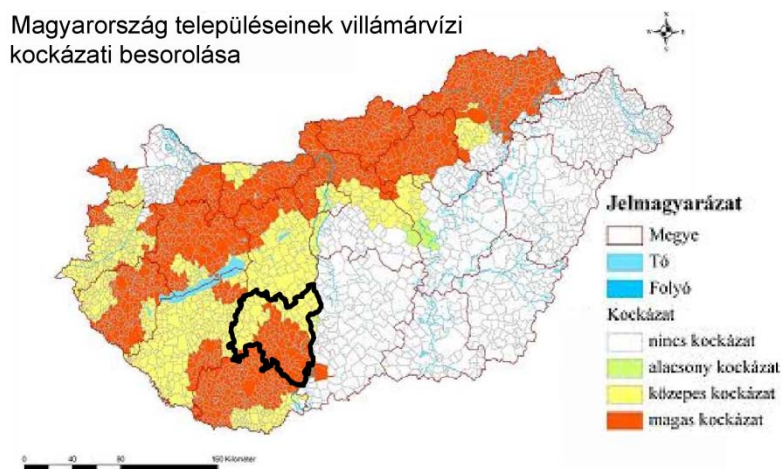 Magyarország településeinek villámárvízi
kockázati besorolása
N
W
E
S
Jelmagyarázat
Megye
Tó
Folyó
Kockázat
nincs kockázat
alacsony kockázat
közepes kockázat
magas kockázat
0
40
80
160 Kilométer